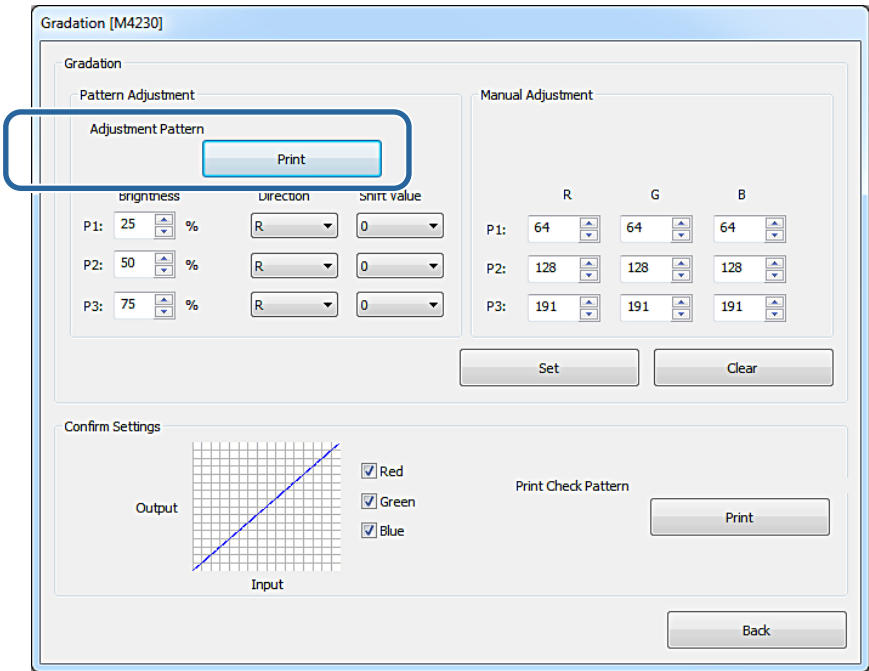 Gradation [M4230]
Gradation
Pattern Adjustment
Adjustment Pattern
Print
Brightness Direction Shift Value
P1: 25 % R 0
P2: 50 % R 0
P3: 75 % R 0
Manual Adjustment
R G B
P1: 64 64 64
P2: 128 128 128
P3: 191 191 191
Set Clear
Confirm Settings
Output
Input
Red
Green
Blue
Print Check Pattern
Print
Back